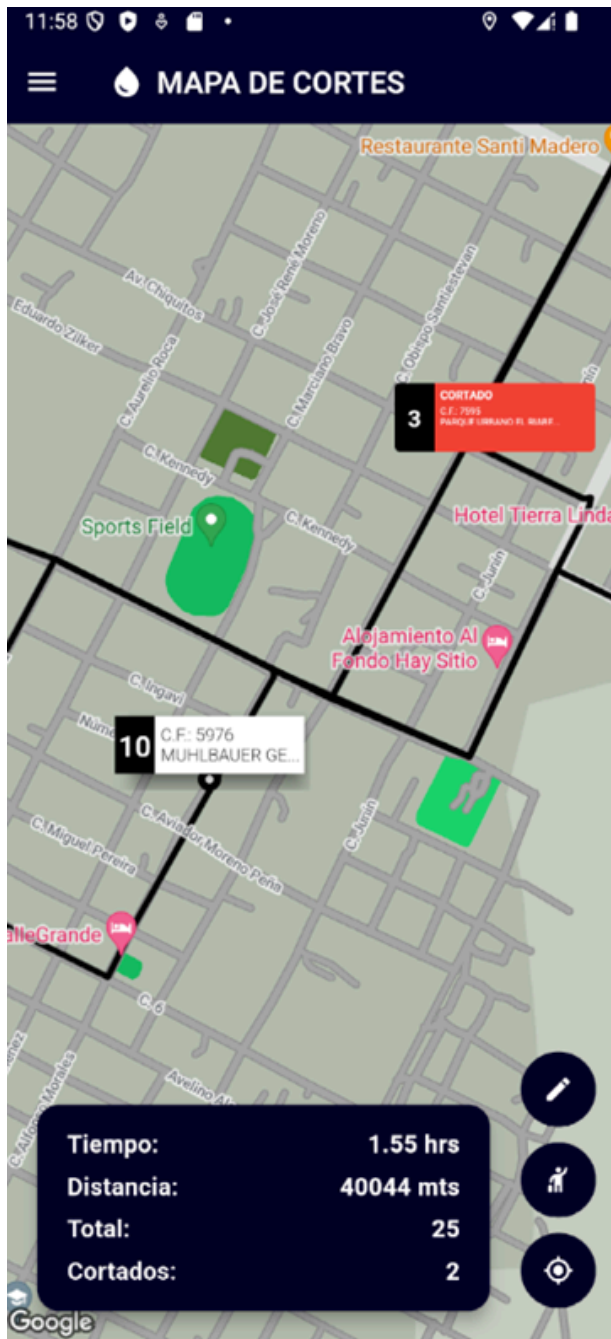 11:58
MAPA DE CORTES
Restaurante Santi Madero
Av. Chiquitos
C. José René Moreno
C. Obispo Santiestevan
Eduardo Zilker
C. Aurelio Roca
C. Marciano Bravo
3
CORTADO
C.F.: 7595
PARQUE URBANO EL
C. Kennedy
Hotel Tierra Linda
Sports Field
C. Kennedy
C. Junín
Alojamiento Al
Fondo Hay Sitio
C. Ingavi
10
C.F.: 5976
MUHLBAUER GE...
C. Miguel Pereira
C. Aviador Moreno Peña
C. Junín
alleGrande
C. 6
C. Alfonso Morales
Avelino
Tiempo: 1.55 hrs
Distancia: 40044 mts
Total: 25
Cortados: 2
Google